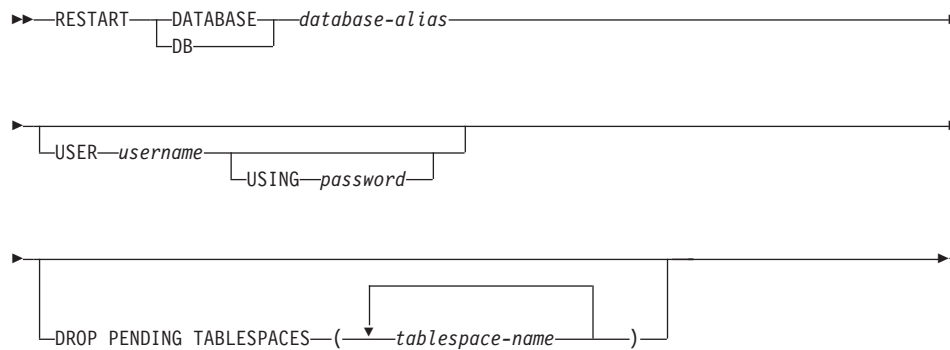 RESTART DATABASE database-alias
DB
USER username
USING password
DROP PENDING TABLESPACES ( tablespace-name )